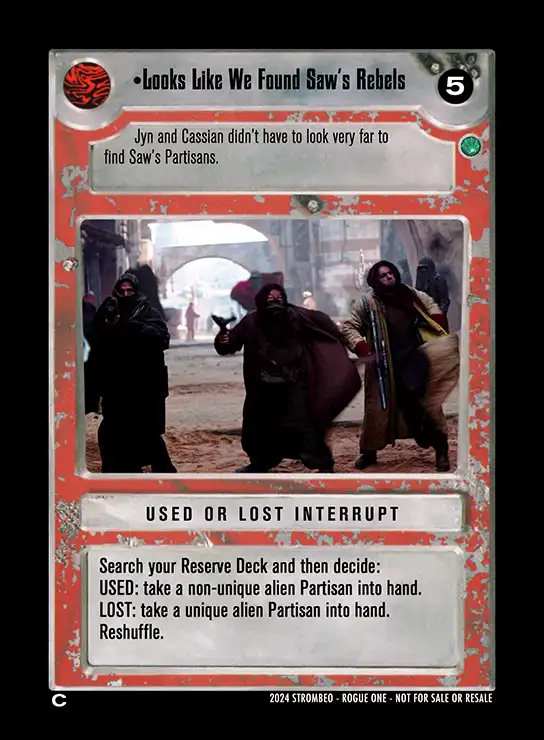 •Looks Like We Found Saw's Rebels
5
Jyn and Cassian didn't have to look very far to
find Saw's Partisans.
USED OR LOST INTERRUPT
Search your Reserve Deck and then decide:
USED: take a non-unique alien Partisan into hand.
LOST: take a unique alien Partisan into hand.
Reshuffle.
C
2024 STROMBEO - ROGUE ONE - NOT FOR SALE OR RESALE